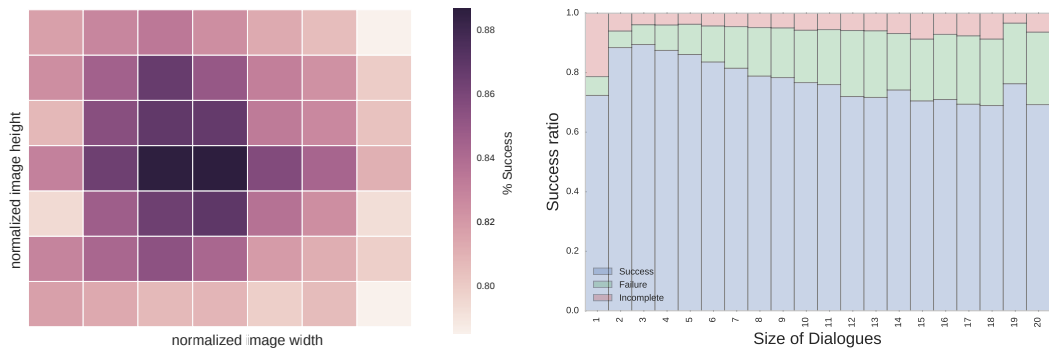 normalized image height
normalized image width
0.88
0.86
0.84
0.82
0.80
% Success
Success ratio
1.0
0.8
0.6
0.4
0.2
0.0
Success
Failure
Incomplete
1 2 3 4 5 6 7 8 9 10 11 12 13 14 15 16 17 18 19 20
Size of Dialogues